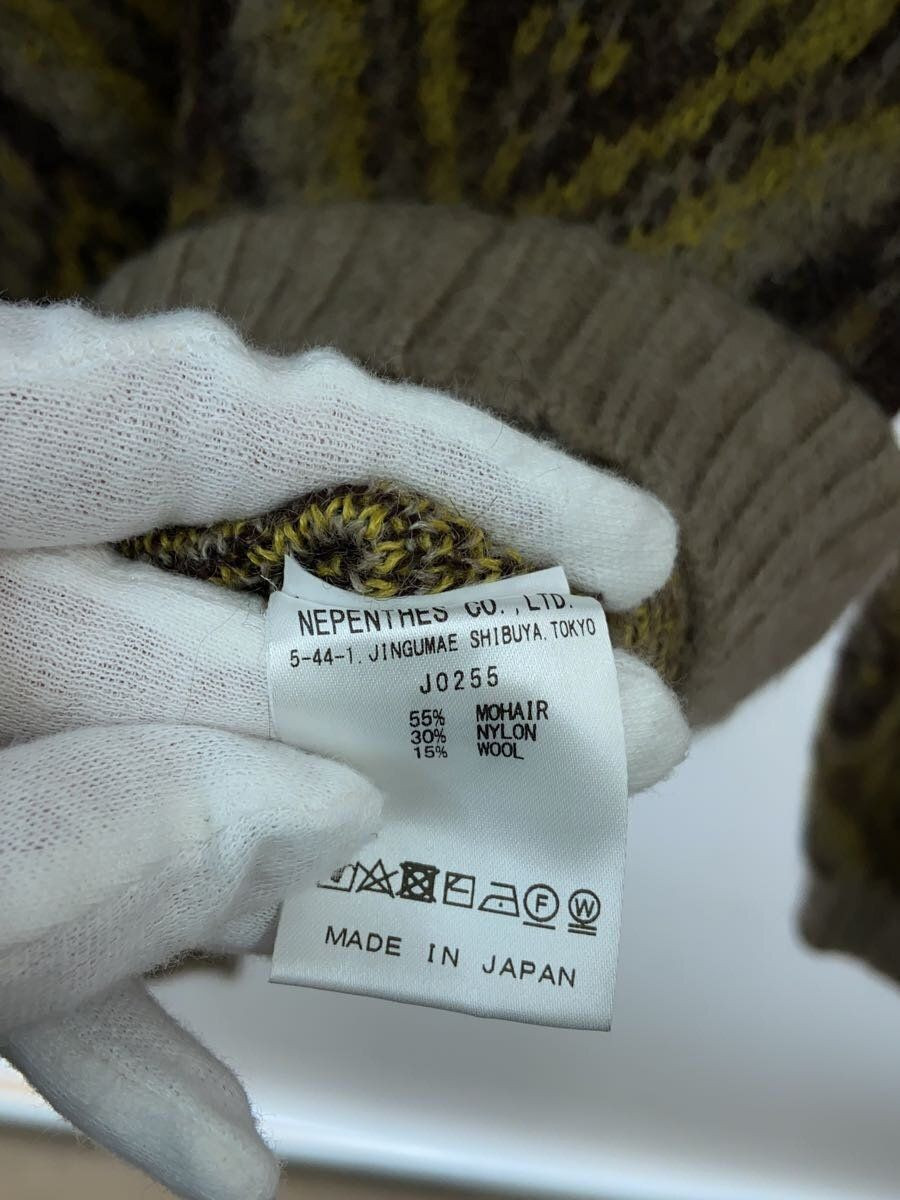 NEPENTHES CO., LTD.
5-44-1. JINGUMAE SHIBUYA. TOKYO
J0255
55% MOHAIR
30% NYLON
15% WOOL
F W
MADE IN JAPAN